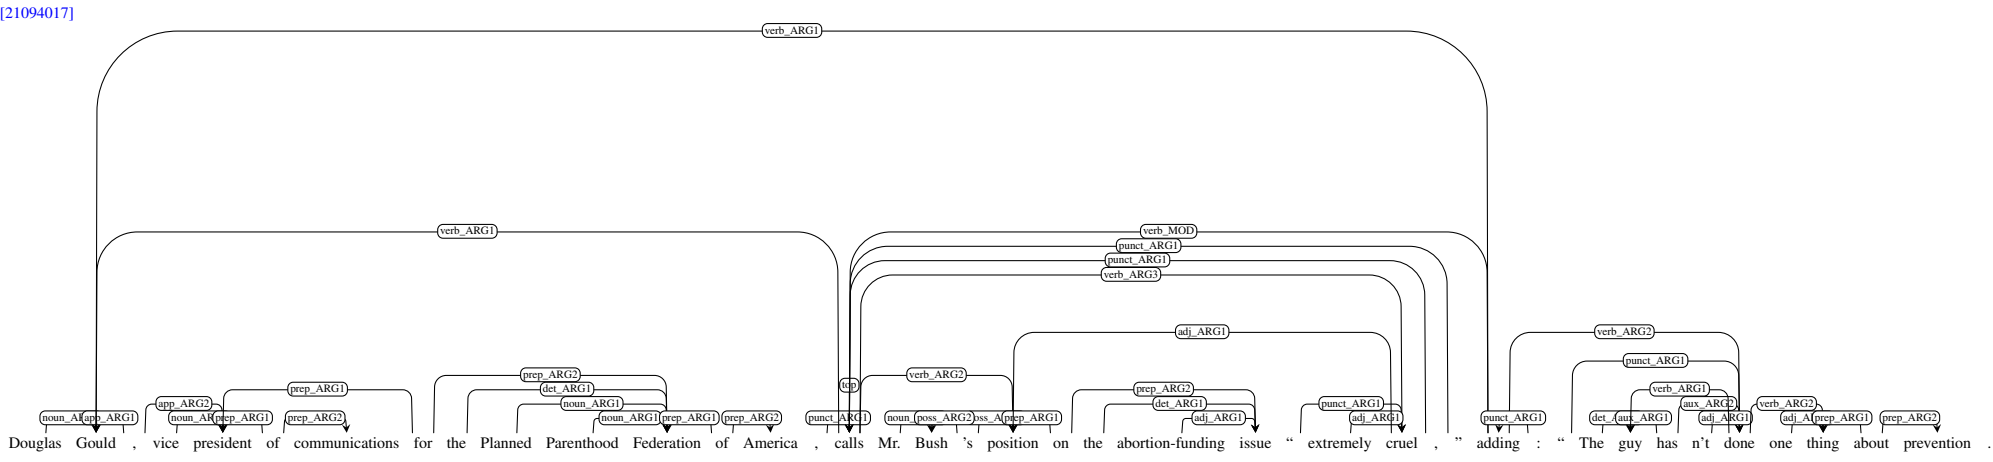 [21094017]
verb_ARG1
verb_ARG1 verb_MOD
punct_ARG1
punct_ARG1
verb_ARG3
adj_ARG1 verb_ARG2
punct_ARG1
prep_ARG2 top verb_ARG2
prep_ARG1 det_ARG1 prep_ARG2 verb_ARG1
app_ARG2 noun_ARG1 det_ARG1 punct_ARG1 aux_ARG2 verb_ARG2
app_ARG1 prep_ARG1 prep_ARG2 noun_ARG1 prep_ARG1 prep_ARG2 punct_ARG1 poss_ARG2 prep_ARG1 adj_ARG1 adj_ARG1 punct_ARG1 aux_ARG1 adj_ARG1 prep_ARG1 prep_ARG2
Douglas Gould , vice president of communications for the Planned Parenthood Federation of America , calls Mr. Bush 's position on the abortion-funding issue “ extremely cruel , ” adding : “ The guy has n't done one thing about prevention .